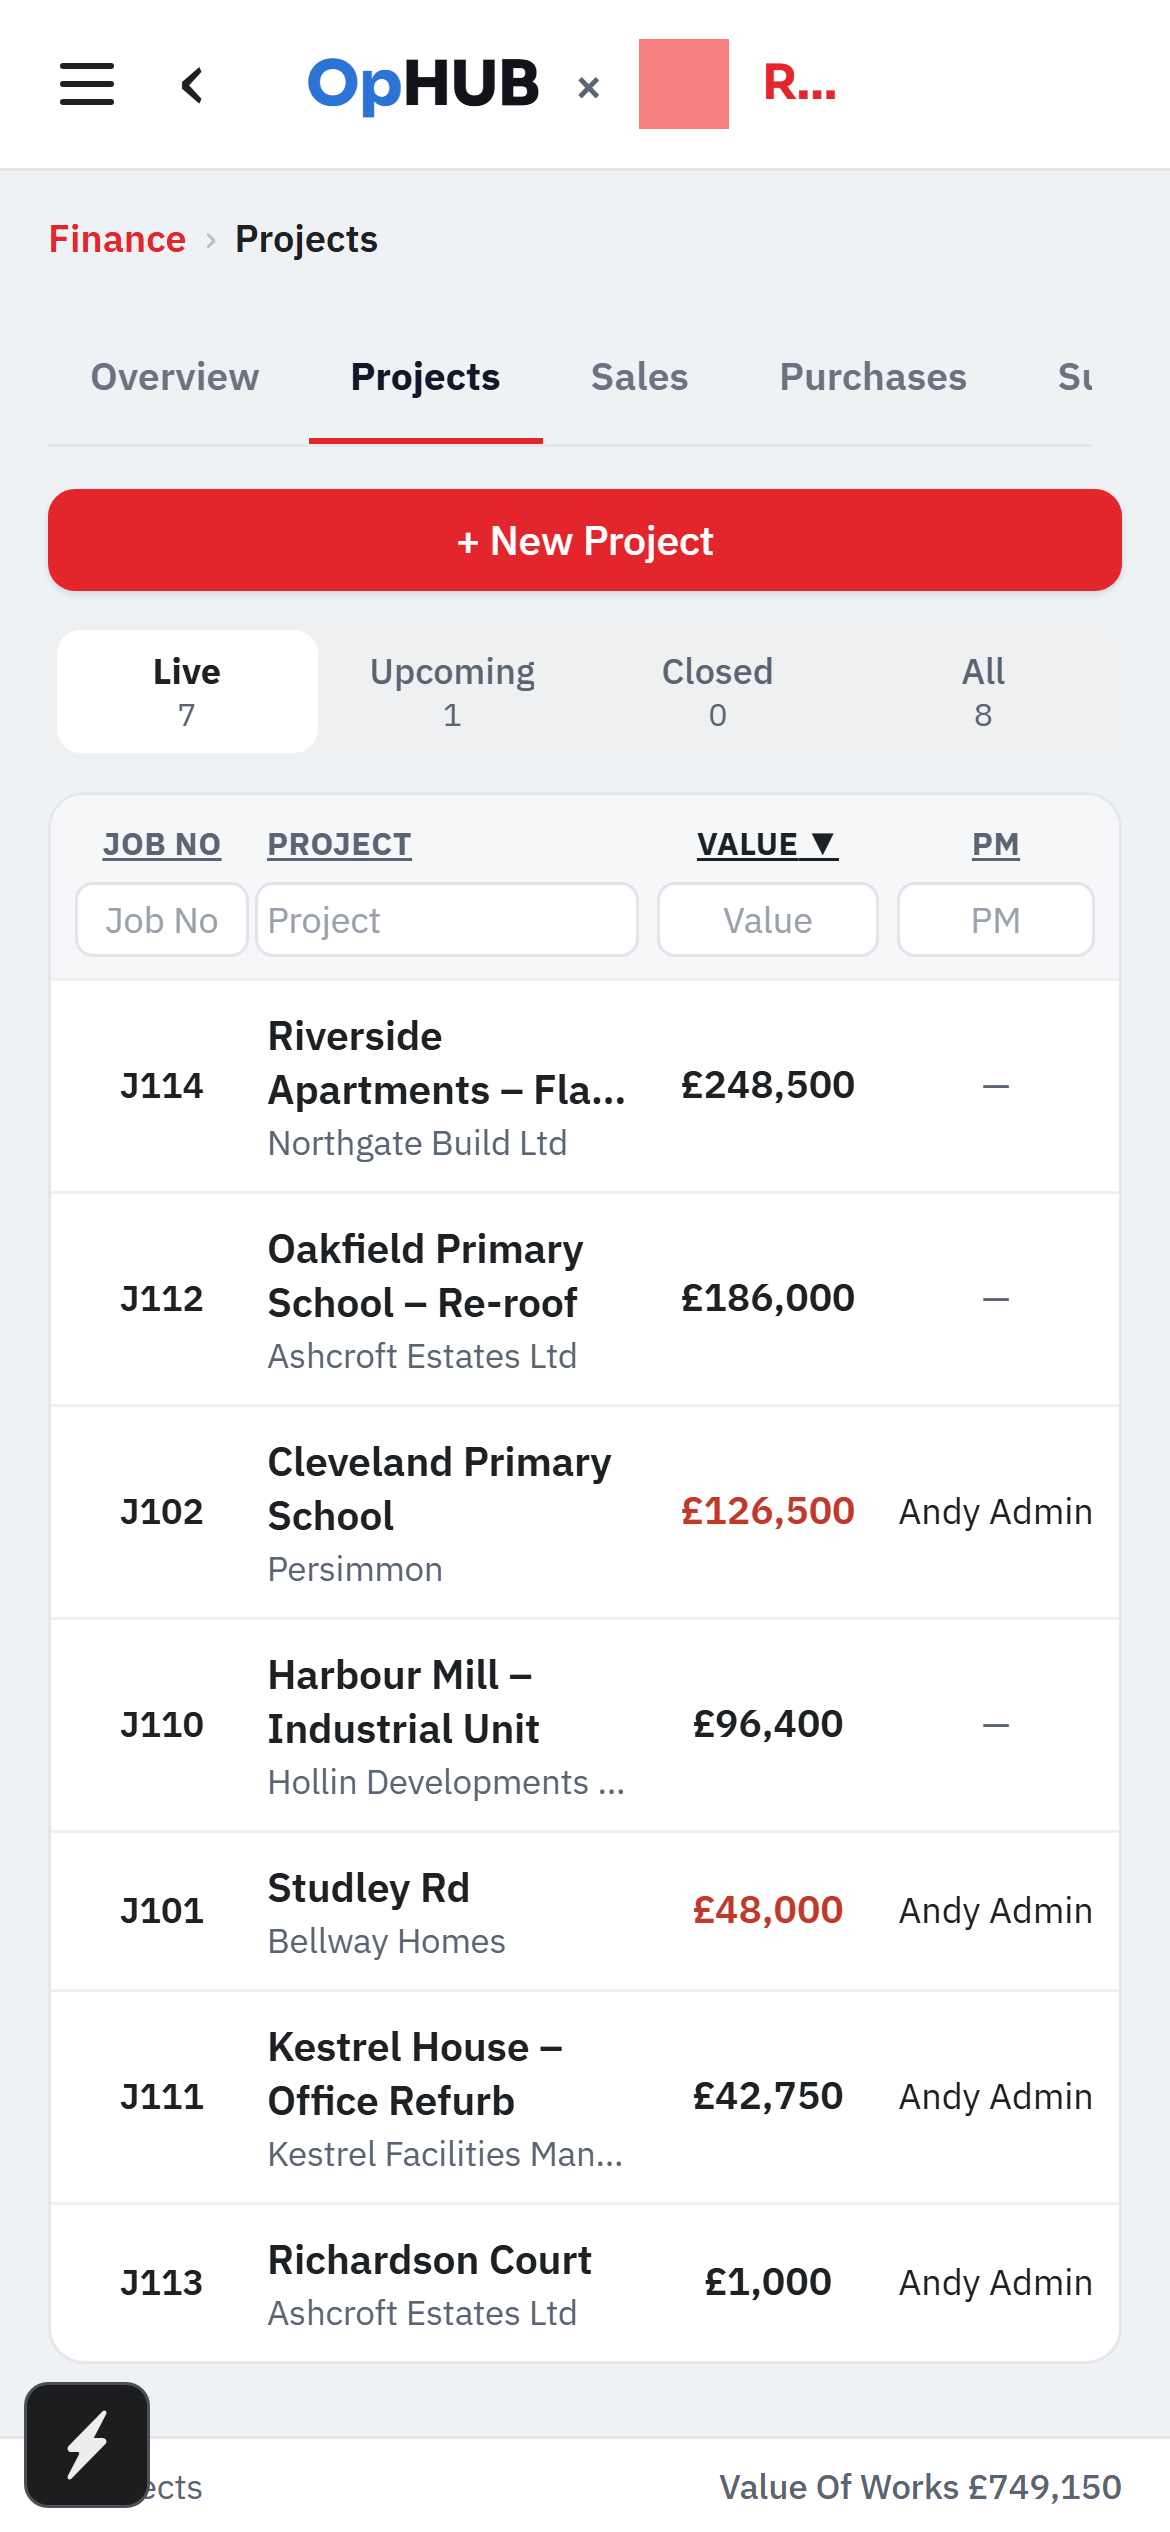 OpHUB × R...
Finance › Projects
Overview Projects Sales Purchases Su
+ New Project
Live Upcoming Closed All
7 1 0 8
JOB NO PROJECT VALUE ▼ PM
Job No Project Value PM
Riverside
Apartments – Fla...
J114 £248,500 —
Northgate Build Ltd
Oakfield Primary
School – Re-roof
J112 £186,000 —
Ashcroft Estates Ltd
Cleveland Primary
School
J102 £126,500 Andy Admin
Persimmon
Harbour Mill –
Industrial Unit
J110 £96,400 —
Hollin Developments ...
Studley Rd
J101 £48,000 Andy Admin
Bellway Homes
Kestrel House –
Office Refurb
J111 £42,750 Andy Admin
Kestrel Facilities Man...
Richardson Court
J113 £1,000 Andy Admin
Ashcroft Estates Ltd
ects Value Of Works £749,150